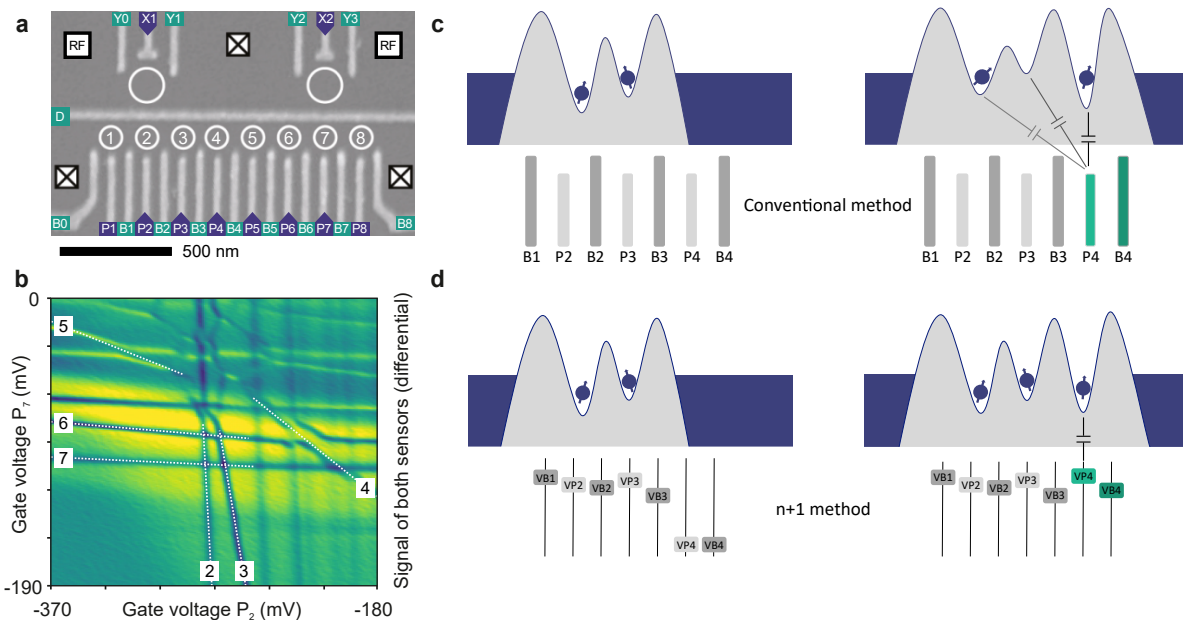 a
Y0 X1 Y1 Y2 X2 Y3
RF RF
D
1 2 3 4 5 6 7 8
B0 P1 B1 P2 B2 P3 B3 P4 B4 P5 B5 P6 B6 P7 B7 P8 B8
500 nm
b
0
-190
Gate voltage P7 (mV)
5
6
7
4
2 3
-370 Gate voltage P2 (mV) -180
Signal of both sensors (differential)
c
Conventional method
B1 P2 B2 P3 B3 P4 B4
B1 P2 B2 P3 B3 P4 B4
d
VB1 VP2 VB2 VP3 VB3 VP4 VB4
n+1 method
VB1 VP2 VB2 VP3 VB3 VP4 VB4